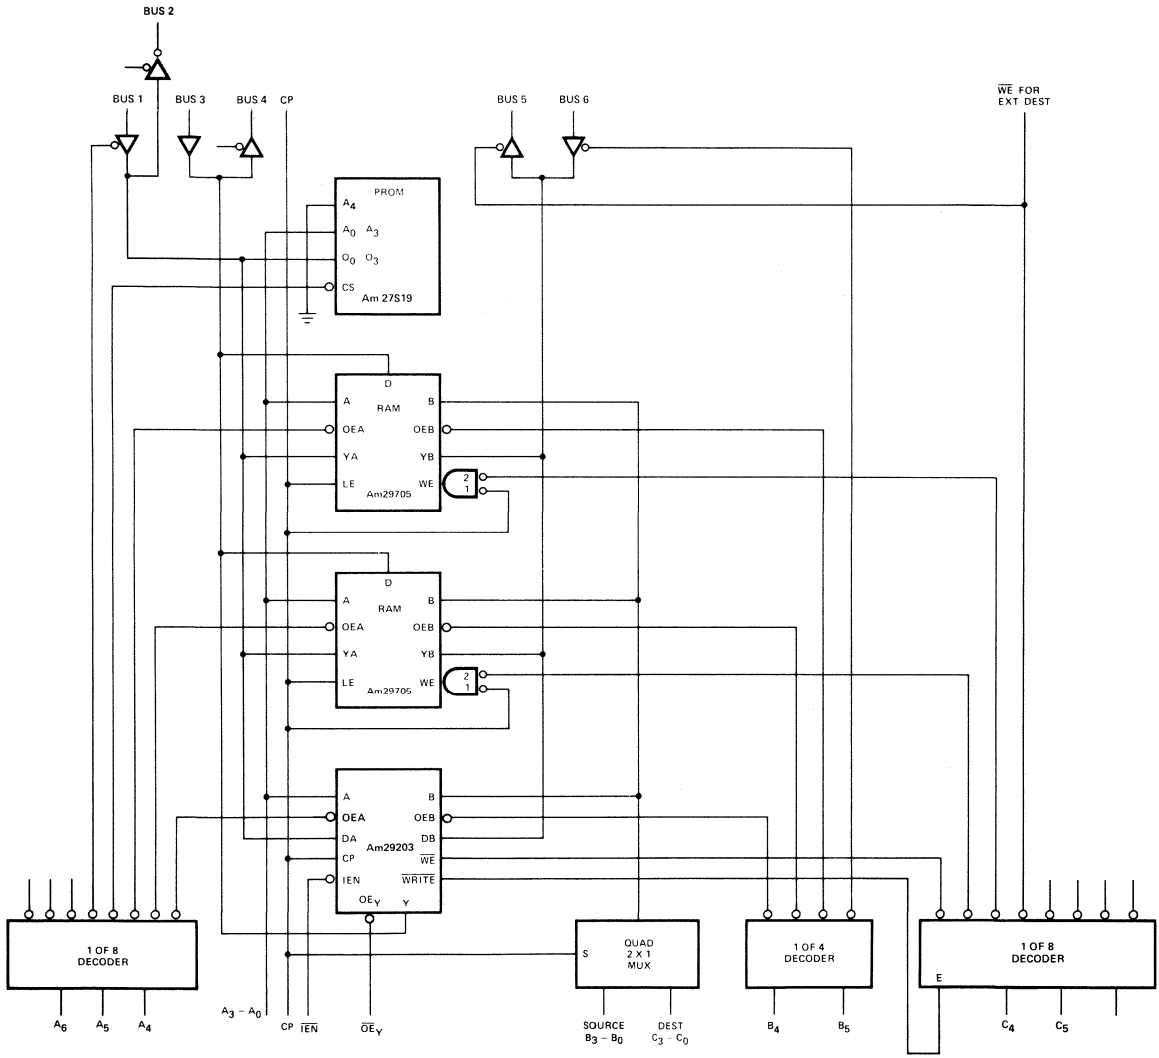 BUS 2
BUS 1
BUS 3
BUS 4
CP
BUS 5
BUS 6
WE FOR
EXT DEST
PROM
A4
A0 A3
O0 O3
CS
Am 27S19
D
A
B
RAM
OEA
OEB
YA
YB
LE
WE
2
1
Am29705
D
A
B
RAM
OEA
OEB
YA
YB
LE
WE
2
1
Am29705
A
B
OEA
OEB
DA
DB
Am29203
CP
WE
IEN
WRITE
OEY
Y
1 OF 8
DECODER
S
QUAD
2 X 1
MUX
1 OF 4
DECODER
1 OF 8
DECODER
E
A6
A5
A4
A3 – A0
CP
IEN
OEY
SOURCE
B3 – B0
DEST
C3 – C0
B4
B5
C4
C5